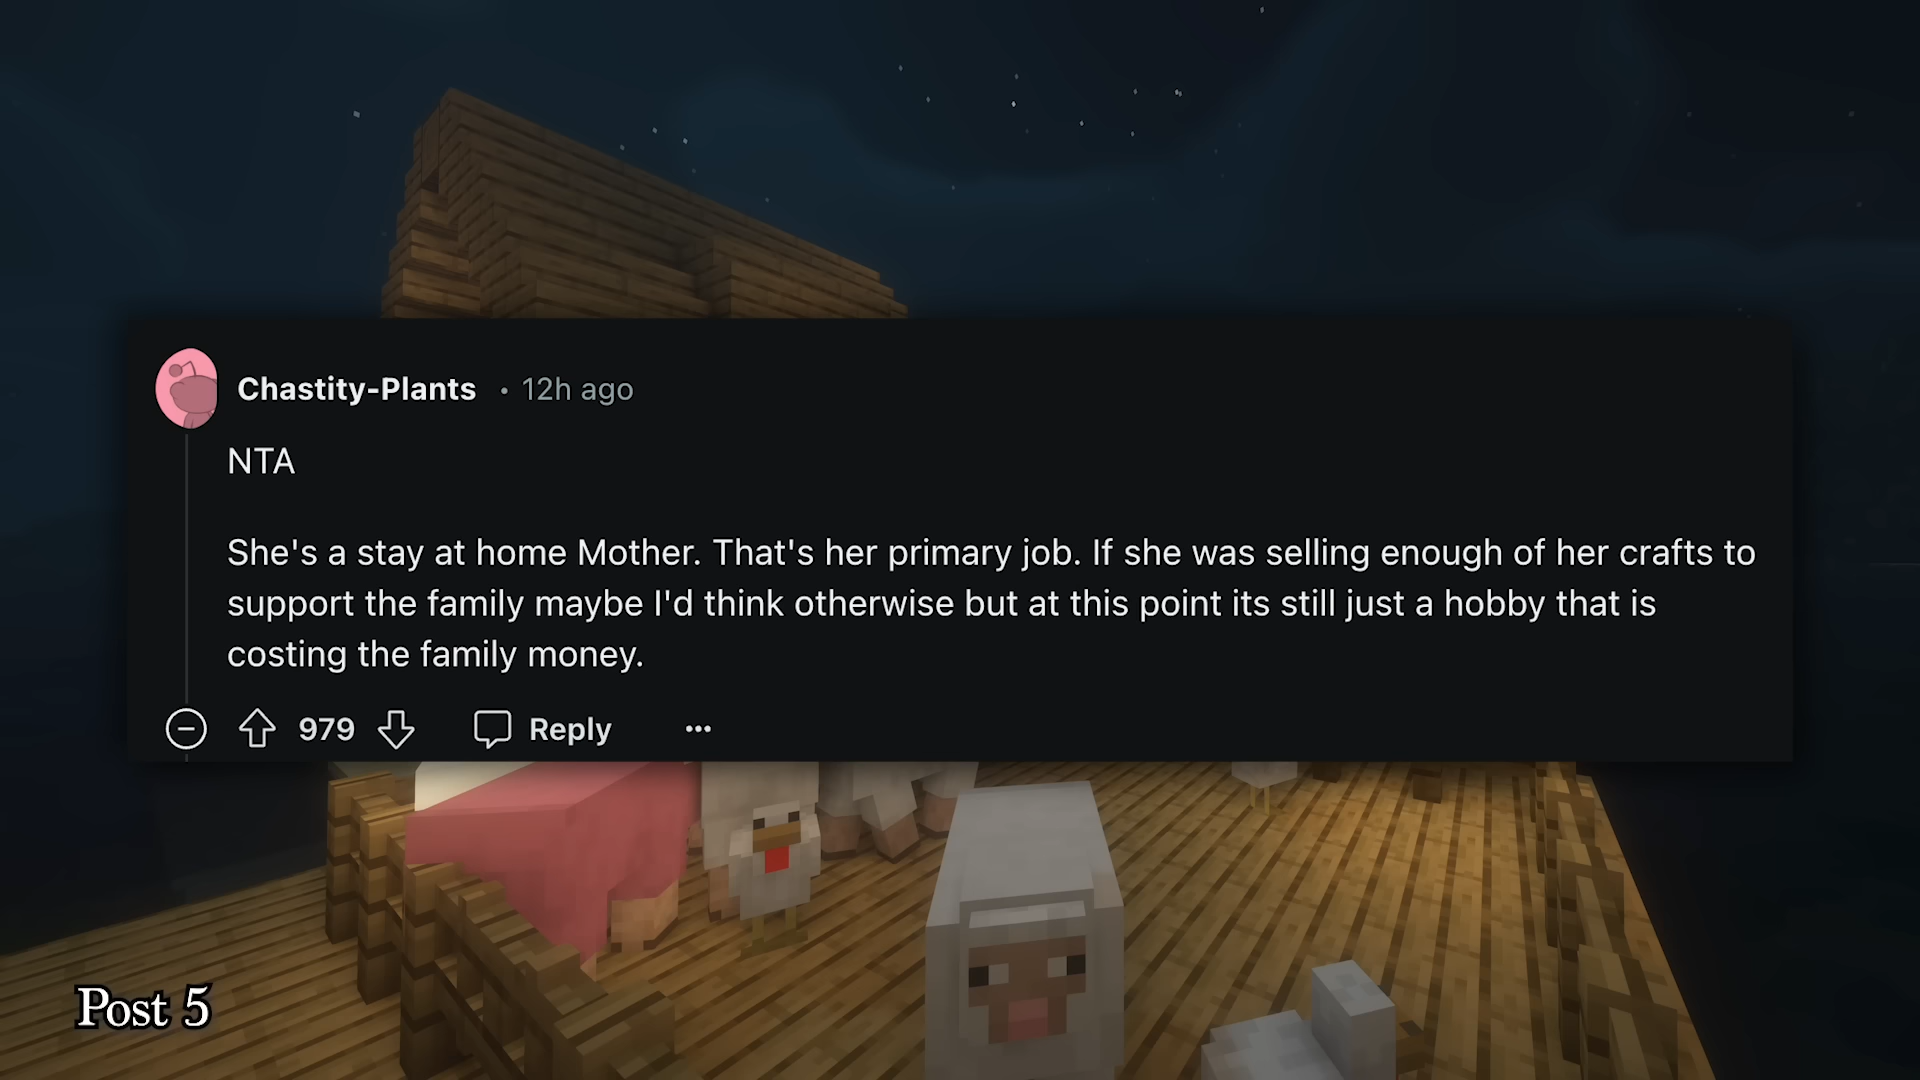 Chastity-Plants • 12h ago
NTA
She's a stay at home Mother. That's her primary job. If she was selling enough of her crafts to
support the family maybe I'd think otherwise but at this point its still just a hobby that is
costing the family money.
979 Reply ...
Post 5